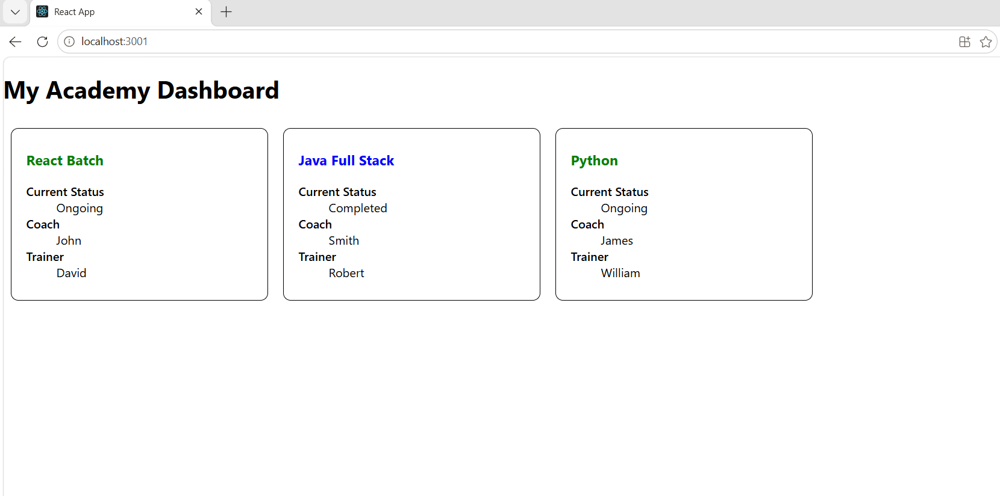 React App
localhost:3001
My Academy Dashboard
React Batch
Current Status
Ongoing
Coach
John
Trainer
David
Java Full Stack
Current Status
Completed
Coach
Smith
Trainer
Robert
Python
Current Status
Ongoing
Coach
James
Trainer
William